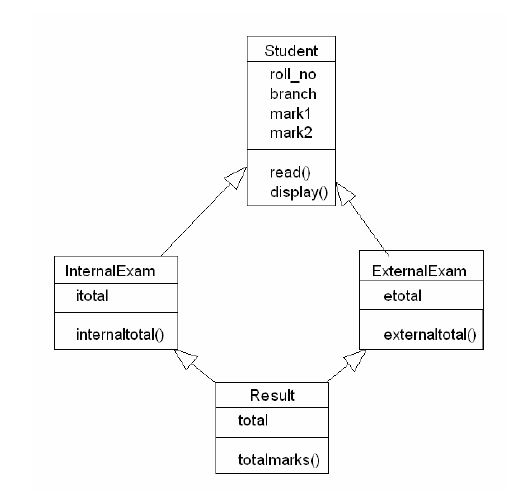 Student
roll_no
branch
mark1
mark2
read()
display()
InternalExam
itotal
internaltotal()
ExternalExam
etotal
externaltotal()
Result
total
totalmarks()